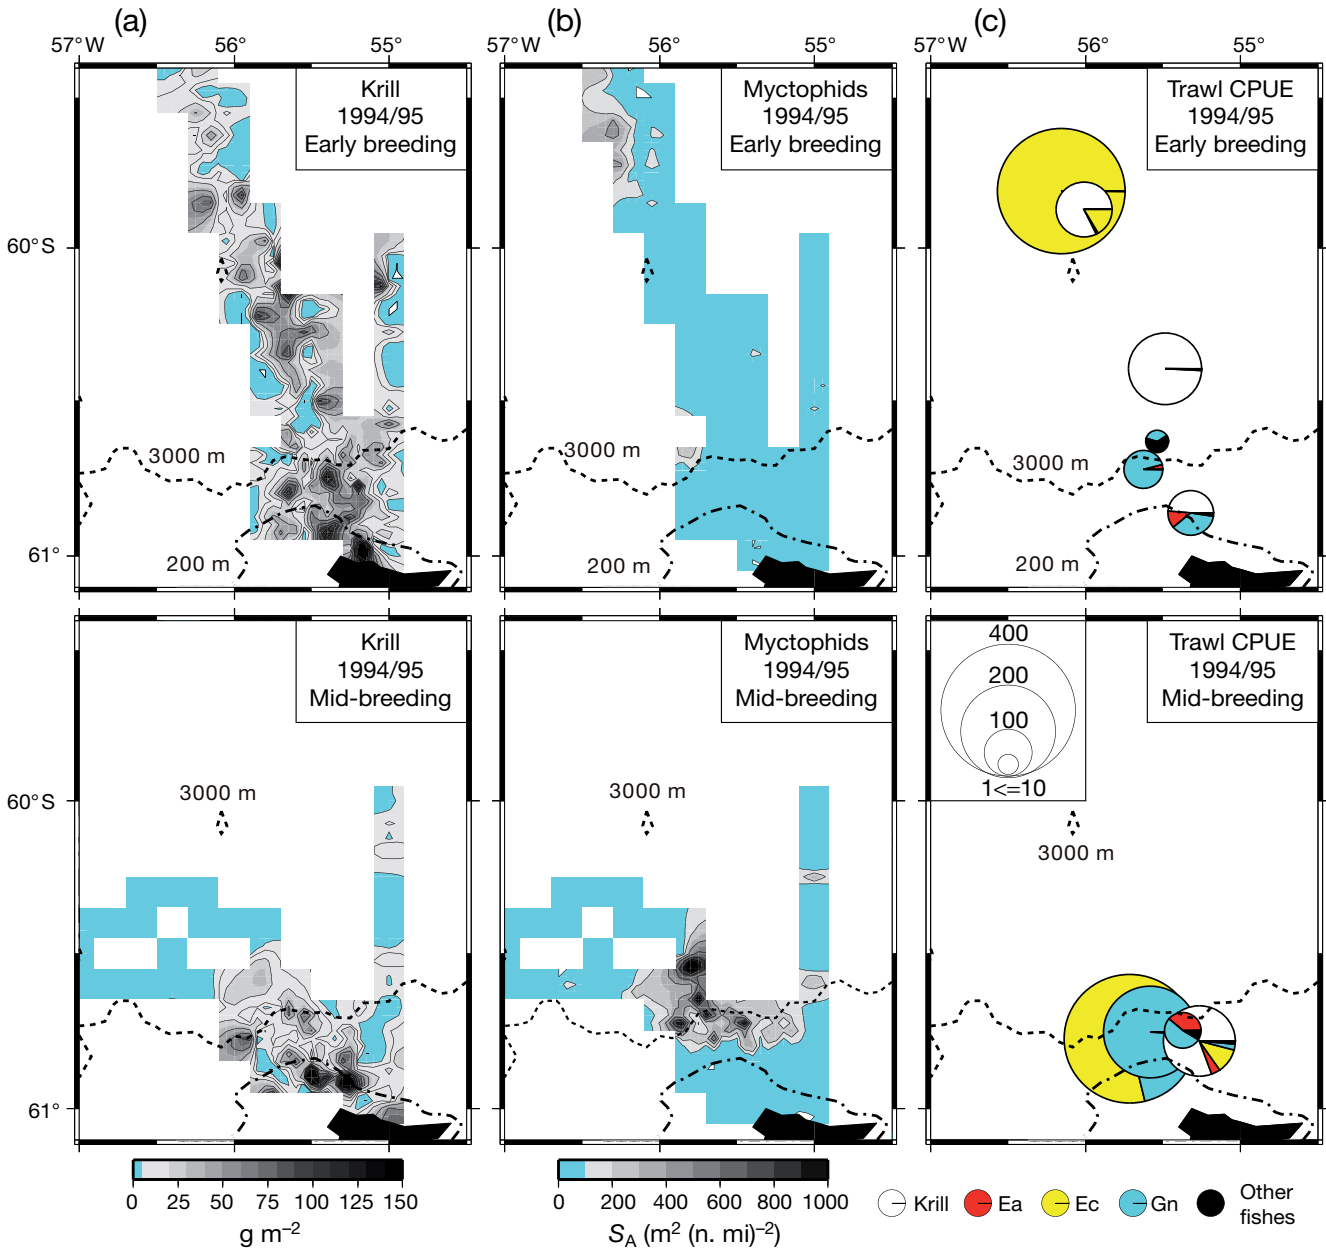 (a)
(b)
(c)
57°W
56°
55°
56°
55°
56°
55°
Krill
1994/95
Early breeding
Myctophids
1994/95
Early breeding
Trawl CPUE
1994/95
Early breeding
60°S
3000 m
3000 m
3000 m
61°
200 m
200 m
200 m
Krill
1994/95
Mid-breeding
Myctophids
1994/95
Mid-breeding
400
200
100
1<=10
Trawl CPUE
1994/95
Mid-breeding
60°S
3000 m
3000 m
3000 m
61°
0 25 50 75 100 125 150
g m–2
0 200 400 600 800 1000
SA (m2 (n. mi)–2)
Krill
Ea
Ec
Gn
Other
fishes